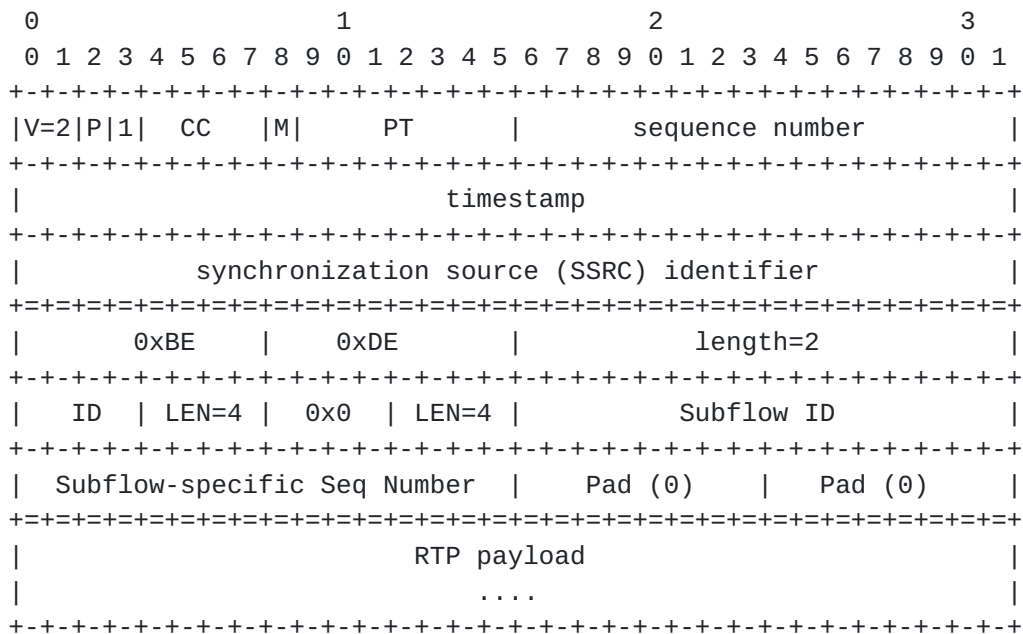 0                   1                   2                   3
 0 1 2 3 4 5 6 7 8 9 0 1 2 3 4 5 6 7 8 9 0 1 2 3 4 5 6 7 8 9 0 1
+-+-+-+-+-+-+-+-+-+-+-+-+-+-+-+-+-+-+-+-+-+-+-+-+-+-+-+-+-+-+-+-+
|V=2|P|1|  CC   |M|     PT      |       sequence number         |
+-+-+-+-+-+-+-+-+-+-+-+-+-+-+-+-+-+-+-+-+-+-+-+-+-+-+-+-+-+-+-+-+
|                           timestamp                           |
+-+-+-+-+-+-+-+-+-+-+-+-+-+-+-+-+-+-+-+-+-+-+-+-+-+-+-+-+-+-+-+-+
|           synchronization source (SSRC) identifier            |
+=+=+=+=+=+=+=+=+=+=+=+=+=+=+=+=+=+=+=+=+=+=+=+=+=+=+=+=+=+=+=+=+
|       0xBE    |    0xDE       |           length=2            |
+-+-+-+-+-+-+-+-+-+-+-+-+-+-+-+-+-+-+-+-+-+-+-+-+-+-+-+-+-+-+-+-+
|   ID  | LEN=4 |  0x0  | LEN=4 |          Subflow ID           |
+-+-+-+-+-+-+-+-+-+-+-+-+-+-+-+-+-+-+-+-+-+-+-+-+-+-+-+-+-+-+-+-+
|  Subflow-specific Seq Number  |    Pad (0)    |   Pad (0)     |
+=+=+=+=+=+=+=+=+=+=+=+=+=+=+=+=+=+=+=+=+=+=+=+=+=+=+=+=+=+=+=+=+
|                         RTP payload                           |
|                             ....                              |
+-+-+-+-+-+-+-+-+-+-+-+-+-+-+-+-+-+-+-+-+-+-+-+-+-+-+-+-+-+-+-+-+